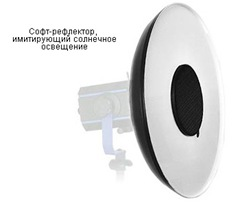 Софт-рефлектор,
имитирующий солнечное
освещение